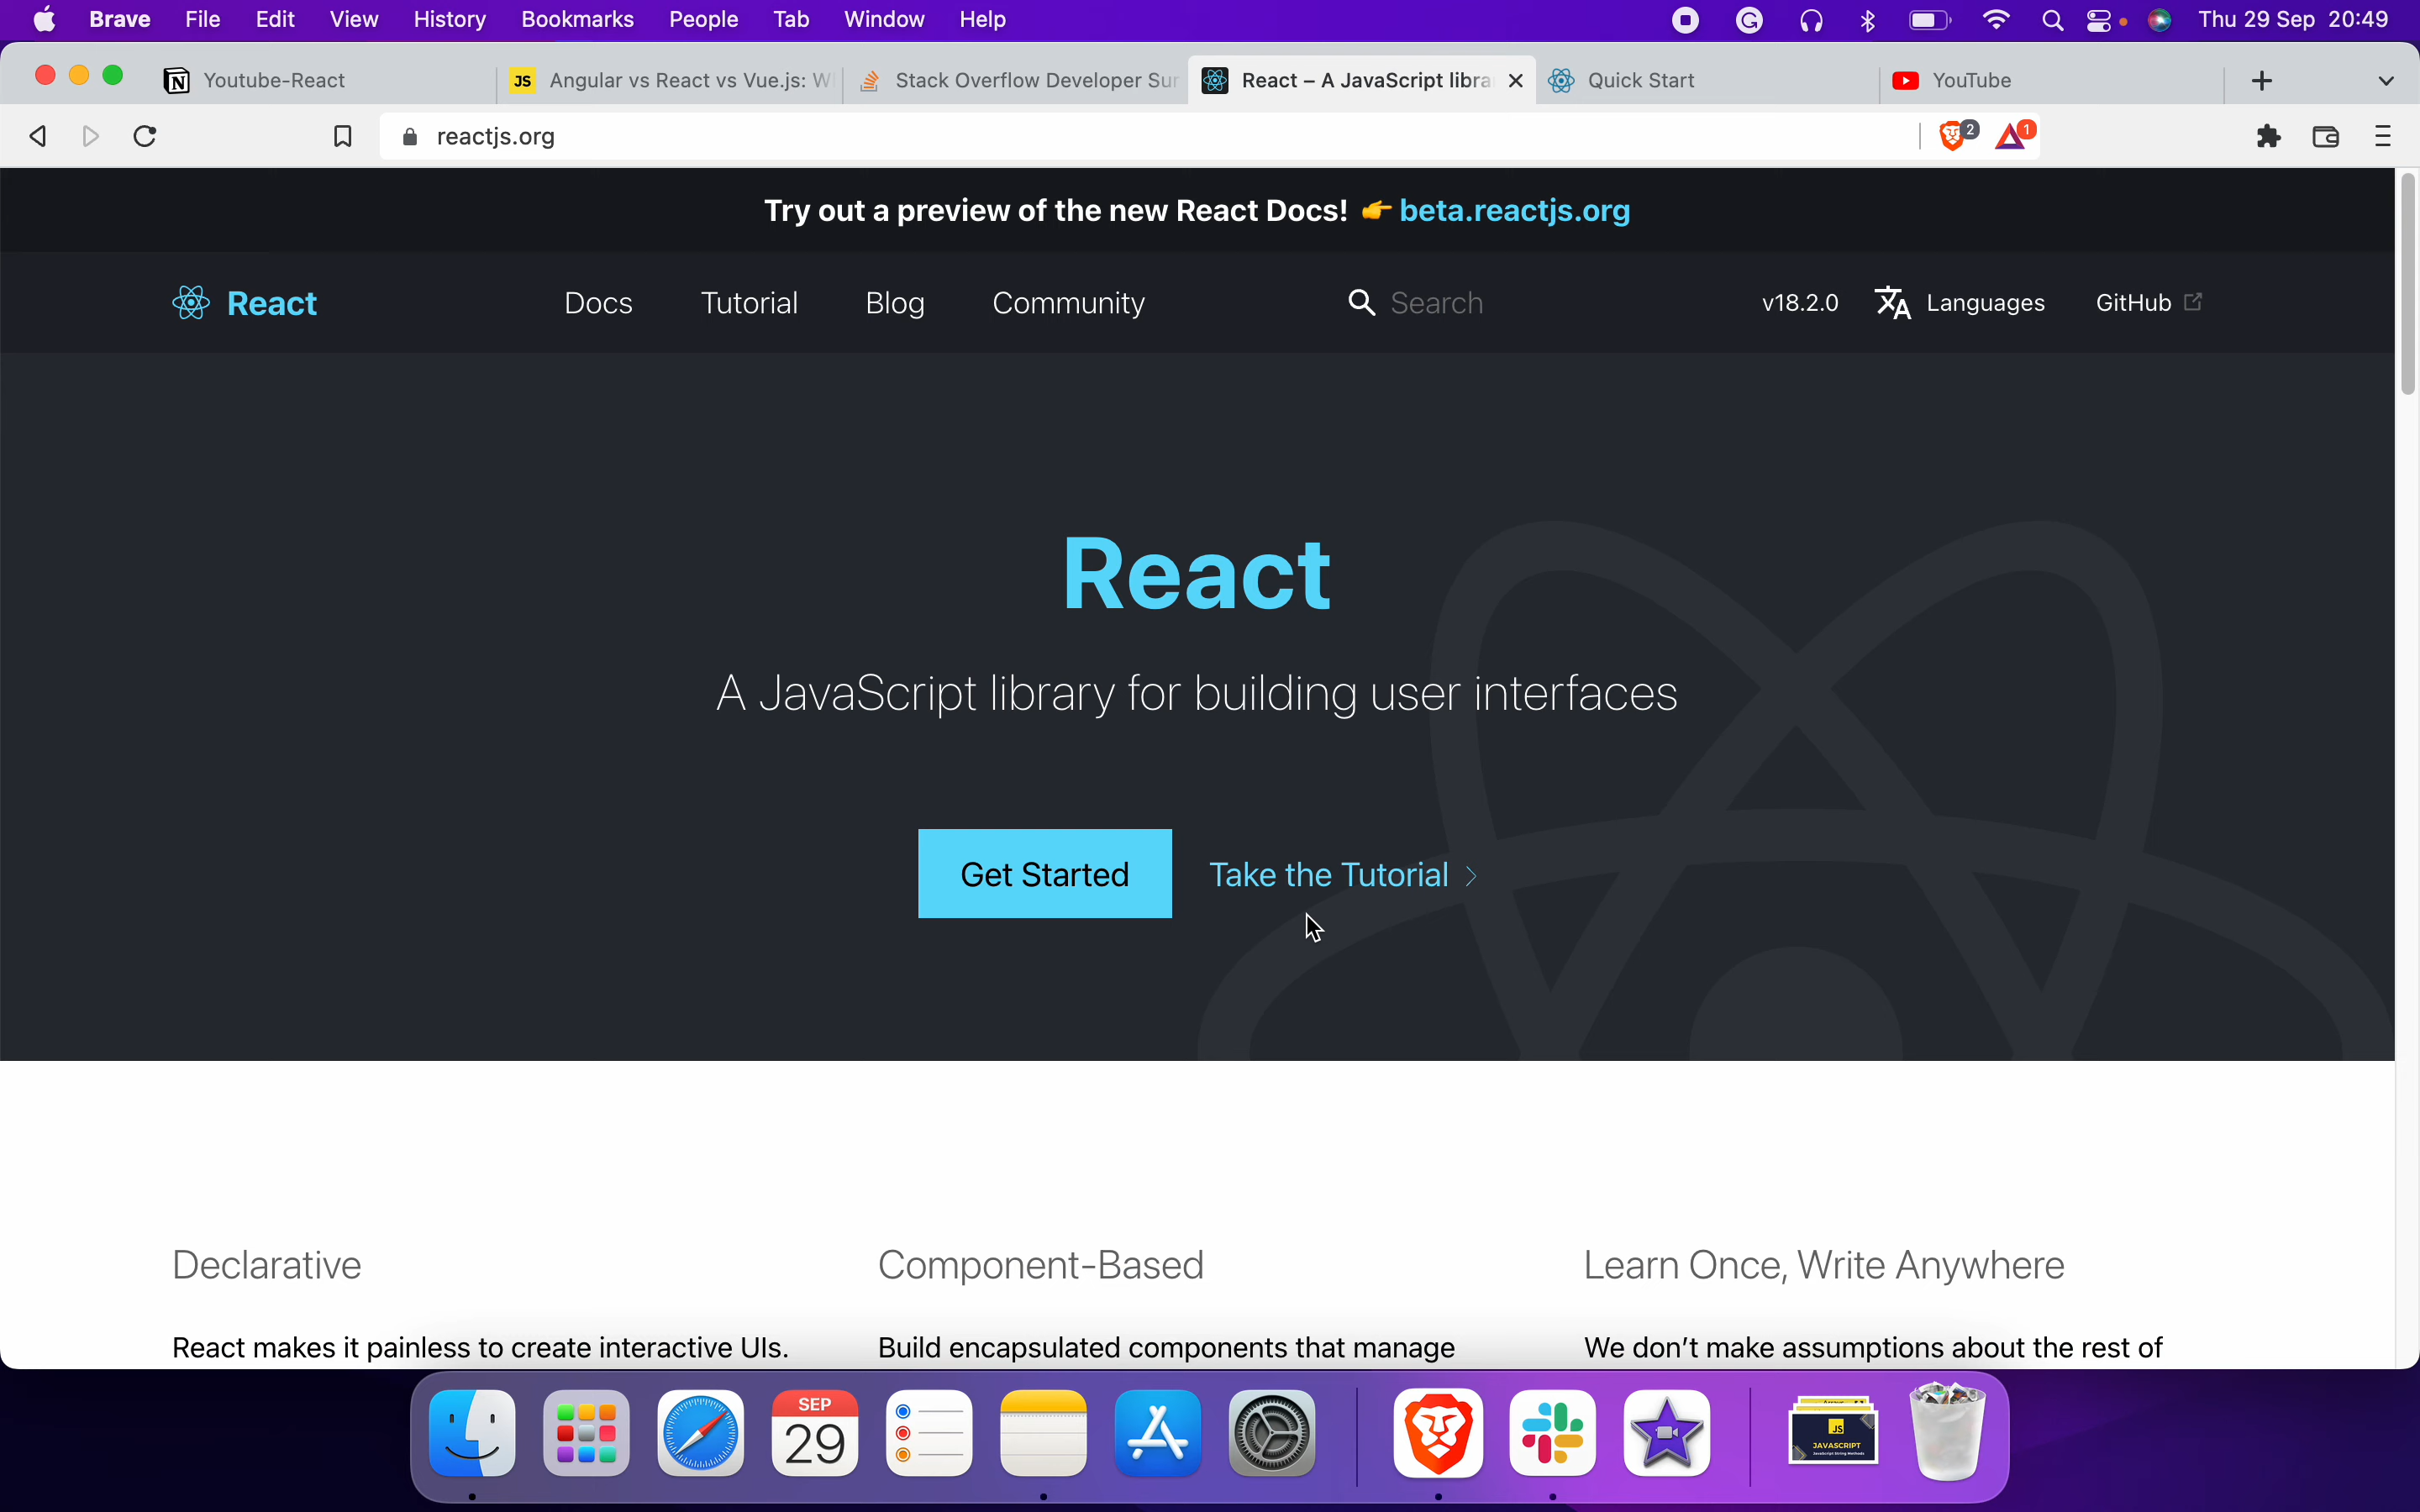 Brave File Edit View History Bookmarks People Tab Window Help Thu 29 Sep 20:49
Youtube-React JS Angular vs React vs Vue.js: W Stack Overflow Developer Sur React – A JavaScript libra Quick Start YouTube
reactjs.org 2 1
Try out a preview of the new React Docs! 👉 beta.reactjs.org
React Docs Tutorial Blog Community Search v18.2.0 Languages GitHub
React
A JavaScript library for building user interfaces
Get Started Take the Tutorial
Declarative Component-Based Learn Once, Write Anywhere
React makes it painless to create interactive UIs. Build encapsulated components that manage We don't make assumptions about the rest of
SEP
29
JS
JAVASCRIPT